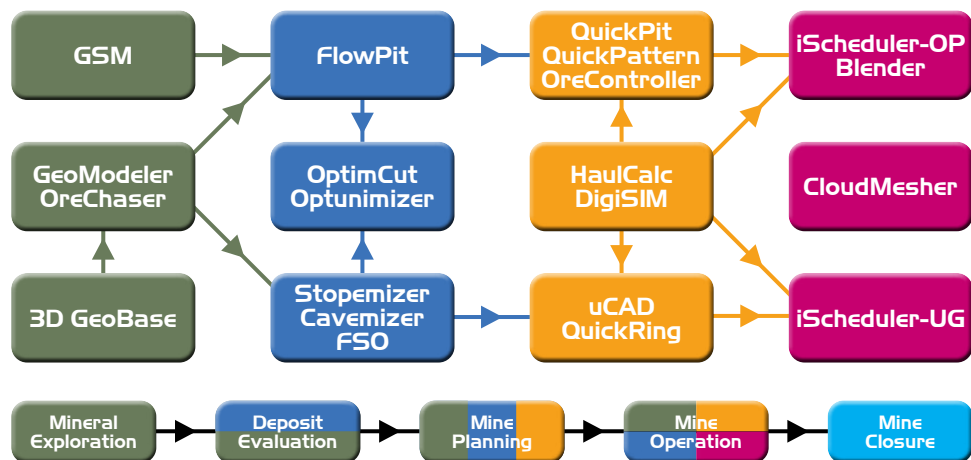 GSM
FlowPit
QuickPit
QuickPattern
OreController
iScheduler-OP
Blender
GeoModeler
OreChaser
OptimCut
Optunimizer
HaulCalc
DigiSIM
CloudMesher
3D GeoBase
Stopemizer
Cavemizer
FSO
uCAD
QuickRing
iScheduler-UG
Mineral
Exploration
Deposit
Evaluation
Mine
Planning
Mine
Operation
Mine
Closure